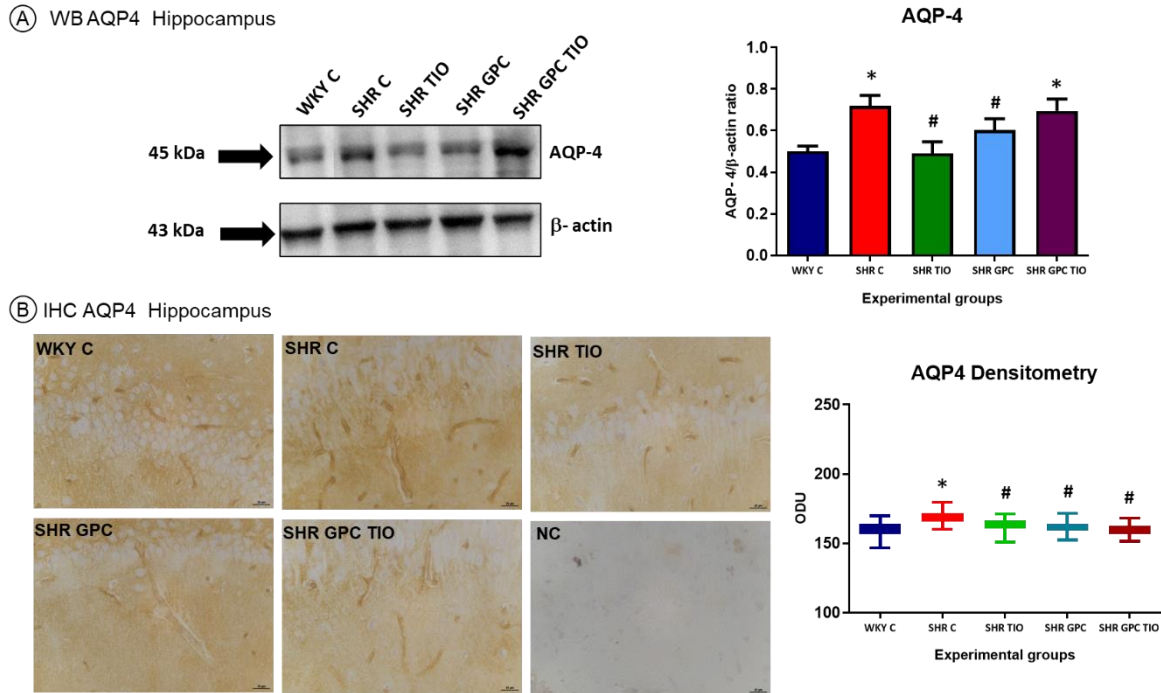 A WB AQP4 Hippocampus
WKY C
SHR C
SHR TIO
SHR GPC
SHR GPC TIO
45 kDa
AQP-4
43 kDa
β- actin
AQP-4
AQP- 4/β-actin ratio
1.0
0.8
0.6
0.4
0.2
0.0
*
#
#
*
WKY C SHR C SHR TIO SHR GPC SHR GPC TIO
Experimental groups
B IHC AQP4 Hippocampus
WKY C
SHR C
SHR TIO
SHR GPC
SHR GPC TIO
NC
AQP4 Densitometry
ODU
250
200
150
100
*
#
#
#
WKY C SHR C SHR TIO SHR GPC SHR GPC TIO
Experimental groups